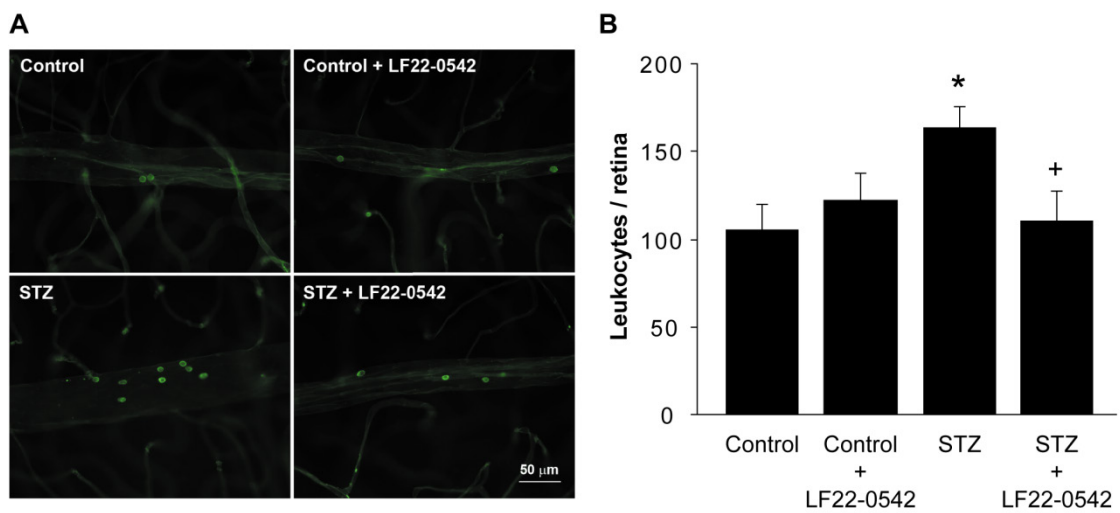 A
Control
Control + LF22-0542
STZ
STZ + LF22-0542
50 µm
B
Leukocytes / retina
200
150
100
50
0
*
+
Control
Control
+
LF22-0542
STZ
STZ
+
LF22-0542